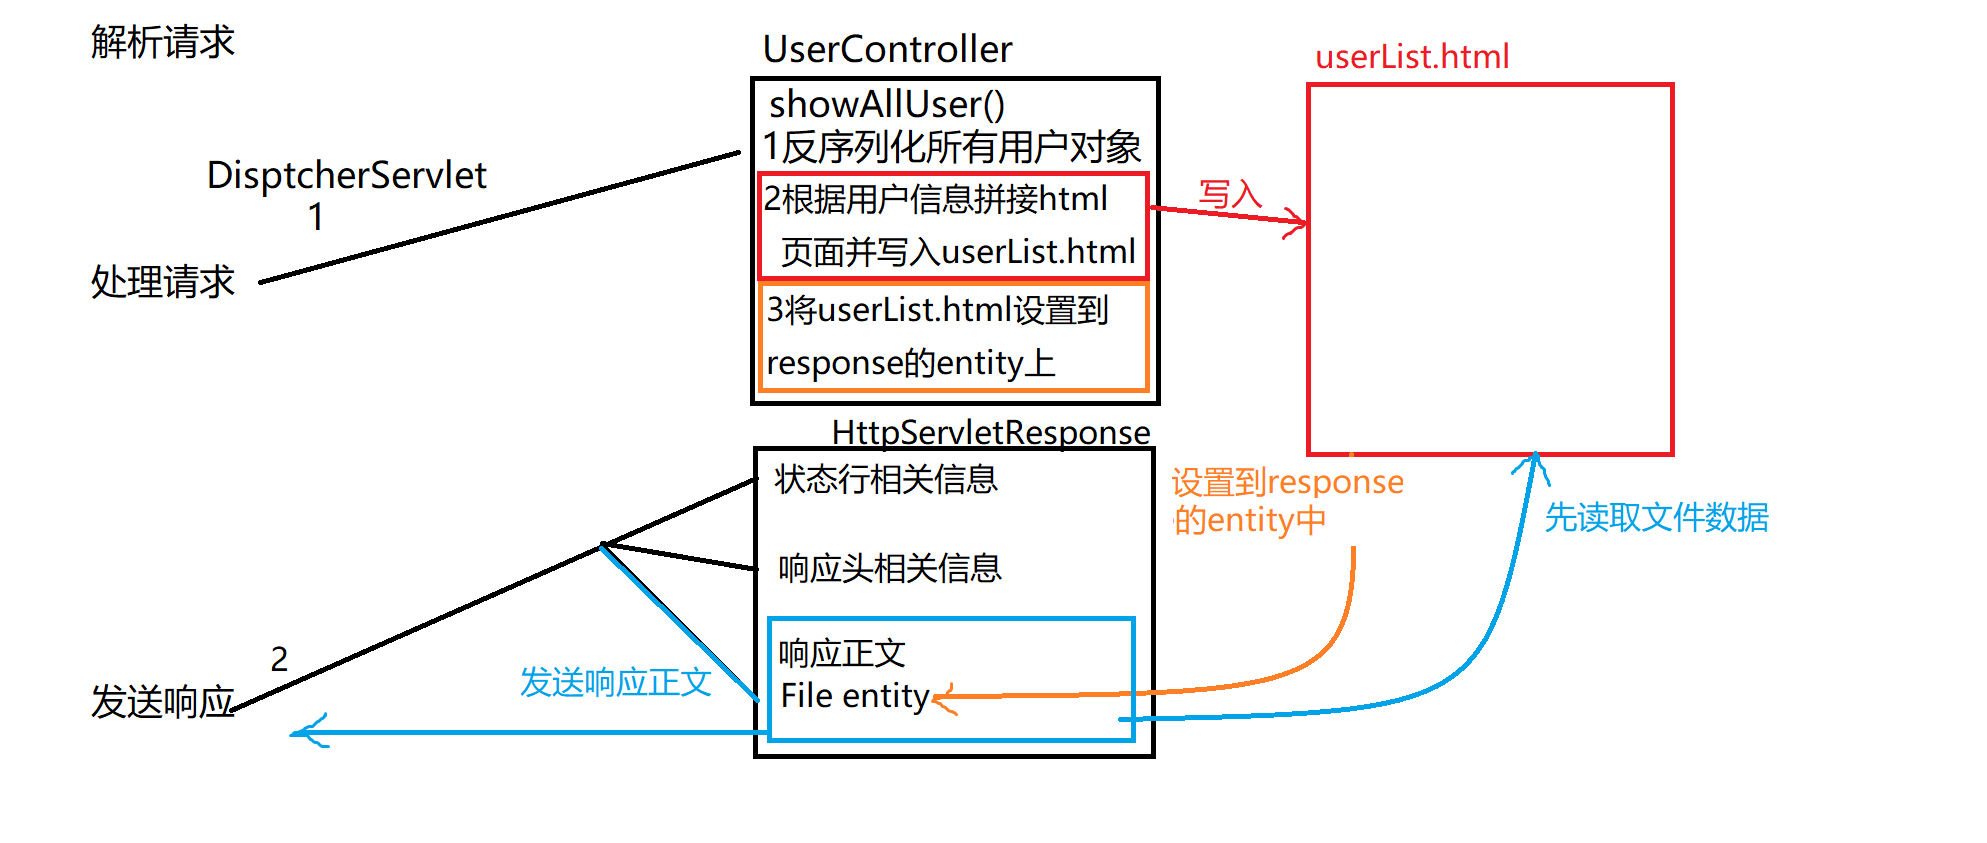 解析请求
UserController
userList.html
showAllUser()
1反序列化所有用户对象
DisptcherServlet
1
2根据用户信息拼接html
页面并写入userList.html
写入
处理请求
3将userList.html设置到
response的entity上
HttpServletResponse
状态行相关信息
设置到response
的entity中
先读取文件数据
响应头相关信息
响应正文
File entity
2
发送响应正文
发送响应